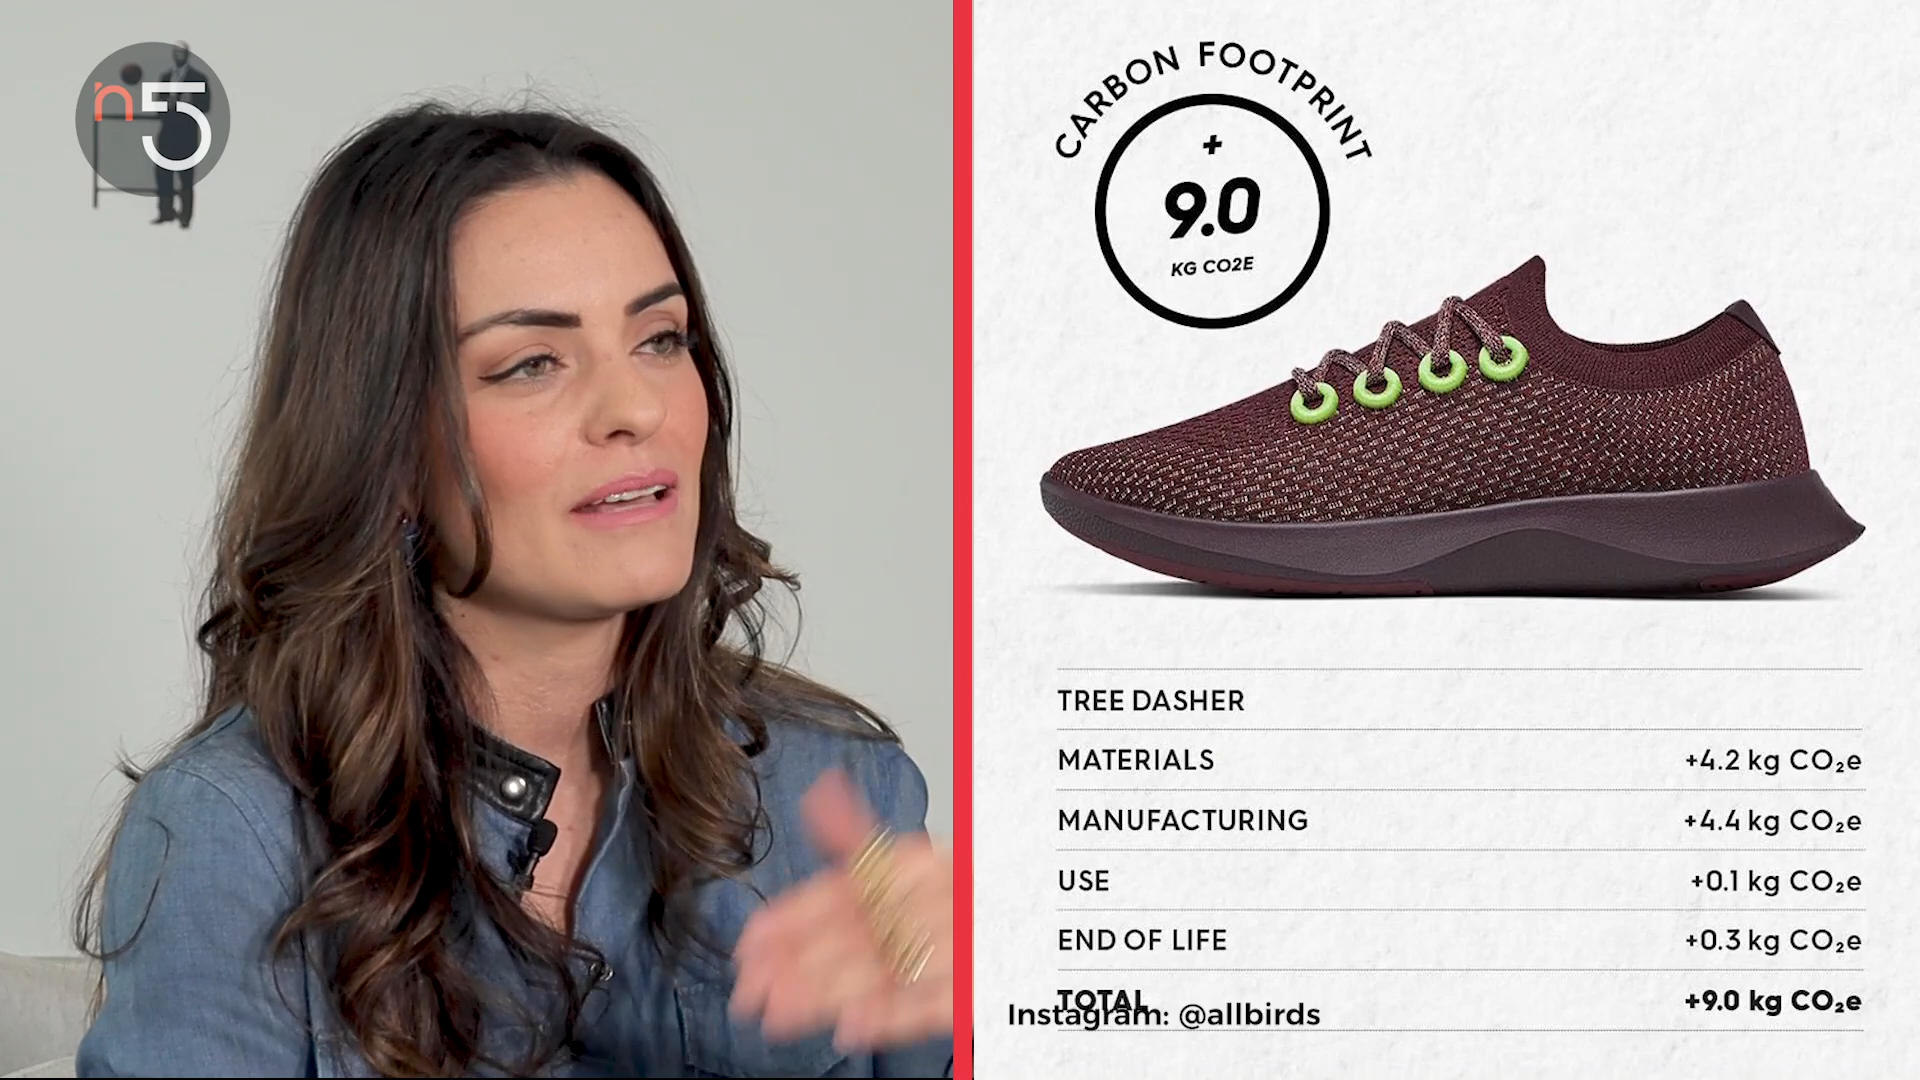 n5
CARBON FOOTPRINT
+
9.0
KG CO2E
TREE DASHER
MATERIALS +4.2 kg CO₂e
MANUFACTURING +4.4 kg CO₂e
USE +0.1 kg CO₂e
END OF LIFE +0.3 kg CO₂e
TOTAL +9.0 kg CO₂e
Instagram: @allbirds